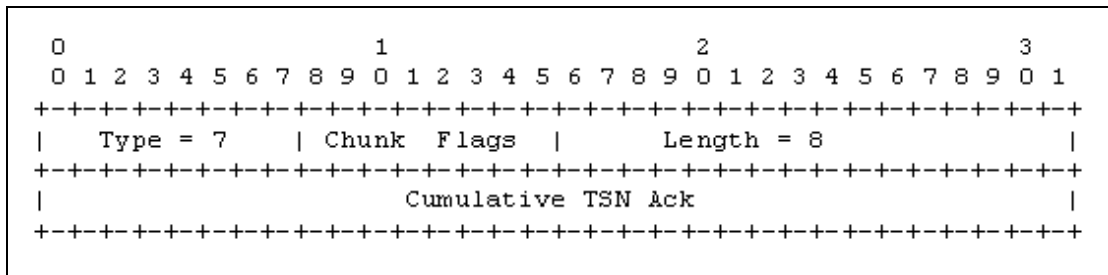 0                   1                   2                   3
 0 1 2 3 4 5 6 7 8 9 0 1 2 3 4 5 6 7 8 9 0 1 2 3 4 5 6 7 8 9 0 1
+-+-+-+-+-+-+-+-+-+-+-+-+-+-+-+-+-+-+-+-+-+-+-+-+-+-+-+-+-+-+-+-+
|   Type = 7    | Chunk  Flags  |      Length = 8               |
+-+-+-+-+-+-+-+-+-+-+-+-+-+-+-+-+-+-+-+-+-+-+-+-+-+-+-+-+-+-+-+-+
|                      Cumulative TSN Ack                       |
+-+-+-+-+-+-+-+-+-+-+-+-+-+-+-+-+-+-+-+-+-+-+-+-+-+-+-+-+-+-+-+-+